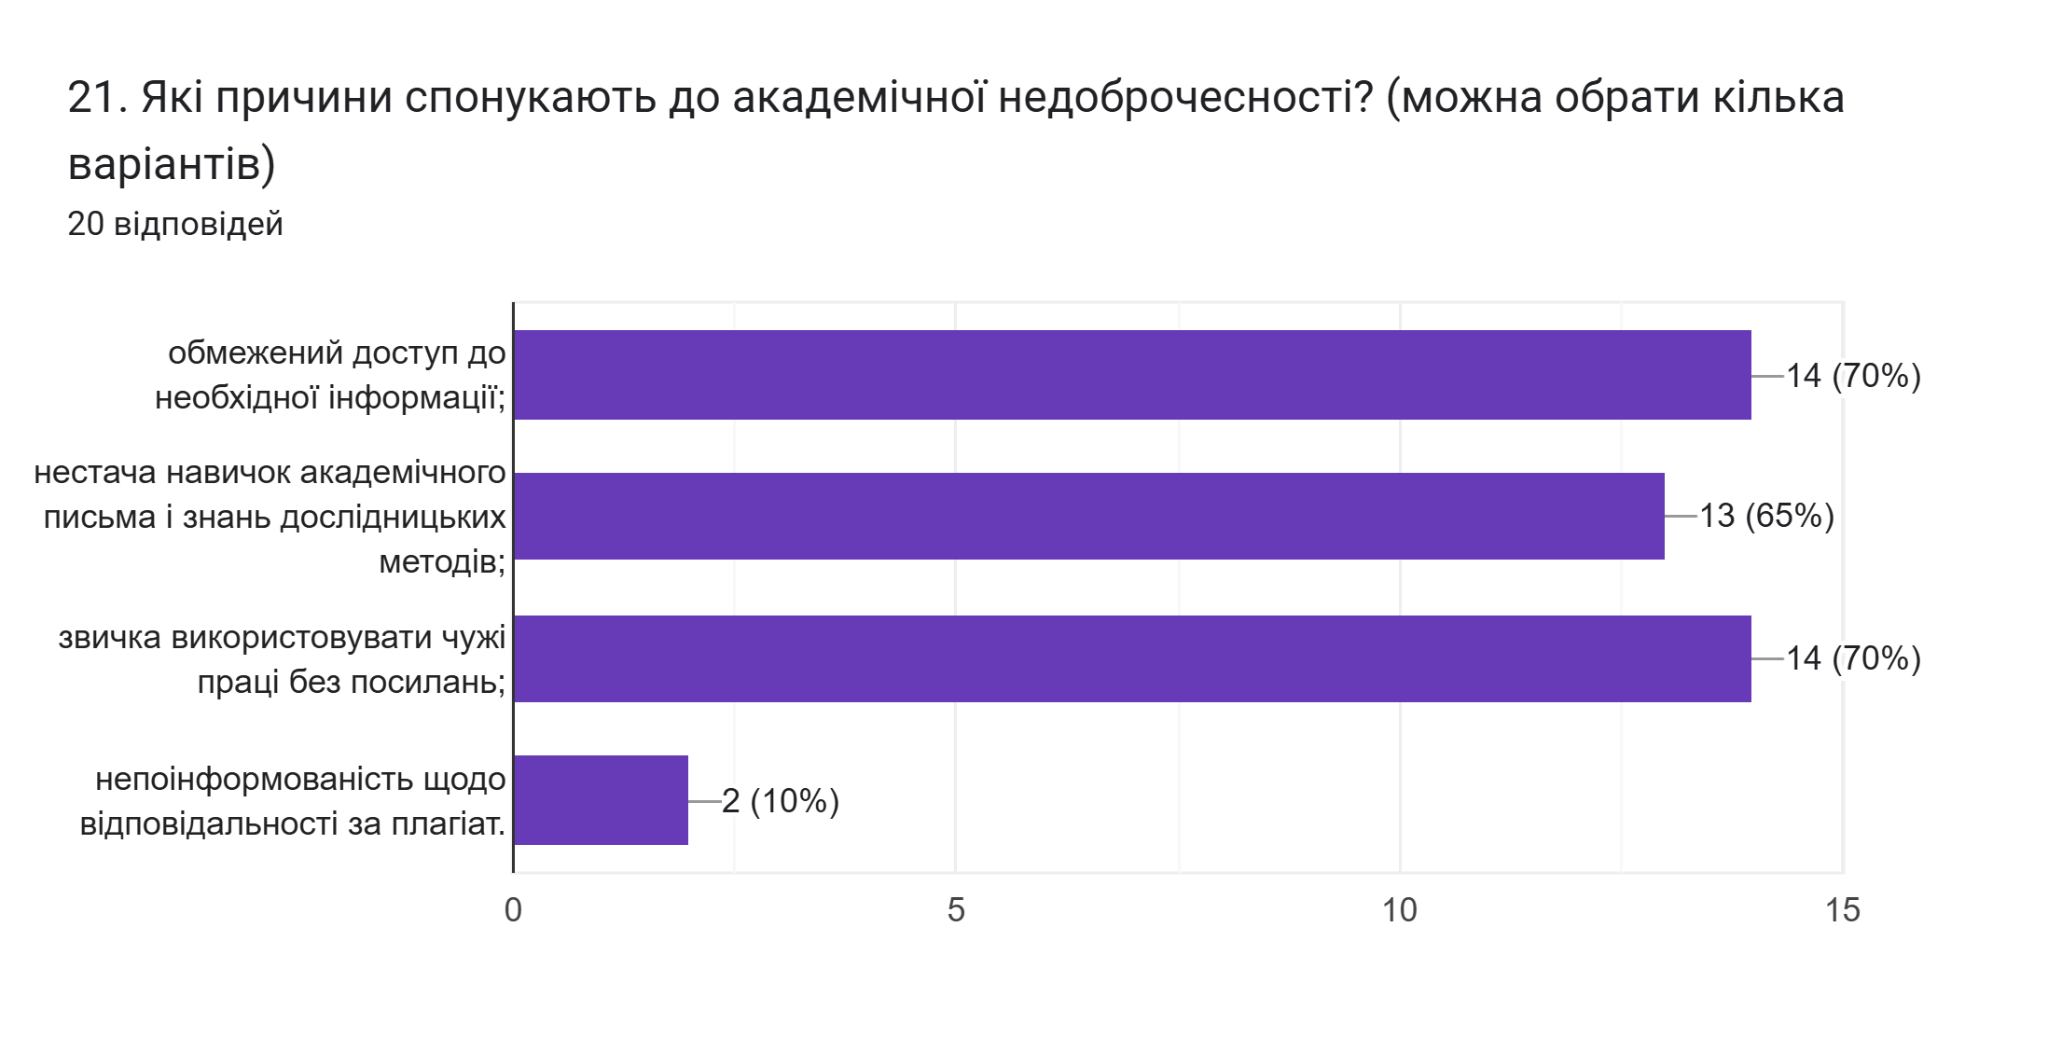 21. Які причини спонукають до академічної недоброчесності? (можна обрати кілька
варіантів)
20 відповідей
обмежений доступ до
необхідної інформації;
14 (70%)
нестача навичок академічного
письма і знань дослідницьких
методів;
13 (65%)
звичка використовувати чужі
праці без посилань;
14 (70%)
непоінформованість щодо
відповідальності за плагіат.
2 (10%)
0 5 10 15